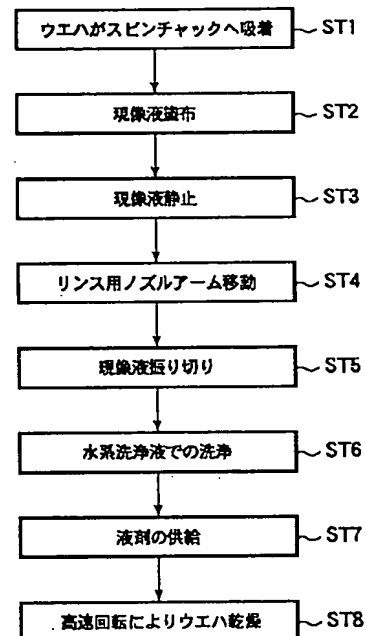 ウエハがスピンチャックへ吸着 ST1
現像液塗布 ST2
現像液静止 ST3
リンス用ノズルアーム移動 ST4
現像液振り切り ST5
水系洗浄液での洗浄 ST6
液剤の供給 ST7
高速回転によりウエハ乾燥 ST8